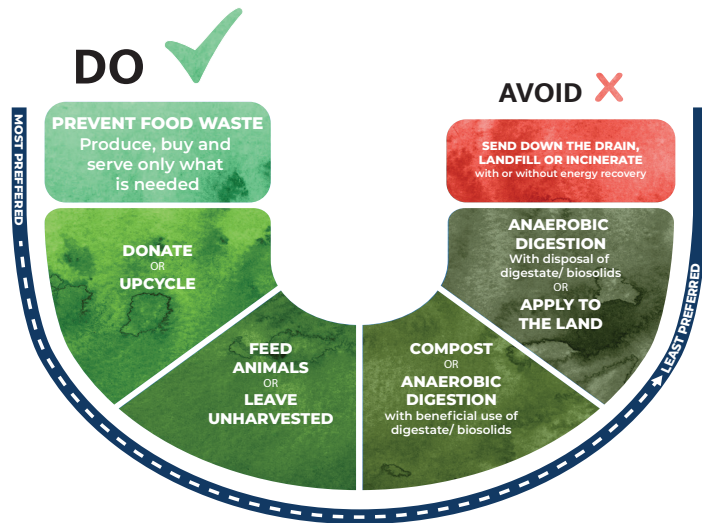 DO
AVOID
MOST PREFFERED
PREVENT FOOD WASTE
Produce, buy and
serve only what
is needed
DONATE
OR
UPCYCLE
FEED
ANIMALS
OR
LEAVE
UNHARVESTED
COMPOST
OR
ANAEROBIC
DIGESTION
with beneficial use of
digestate/ biosolids
ANAEROBIC
DIGESTION
With disposal of
digestate/ biosolids
OR
APPLY TO
THE LAND
SEND DOWN THE DRAIN,
LANDFILL OR INCINERATE
with or without energy recovery
LEAST PREFERRED